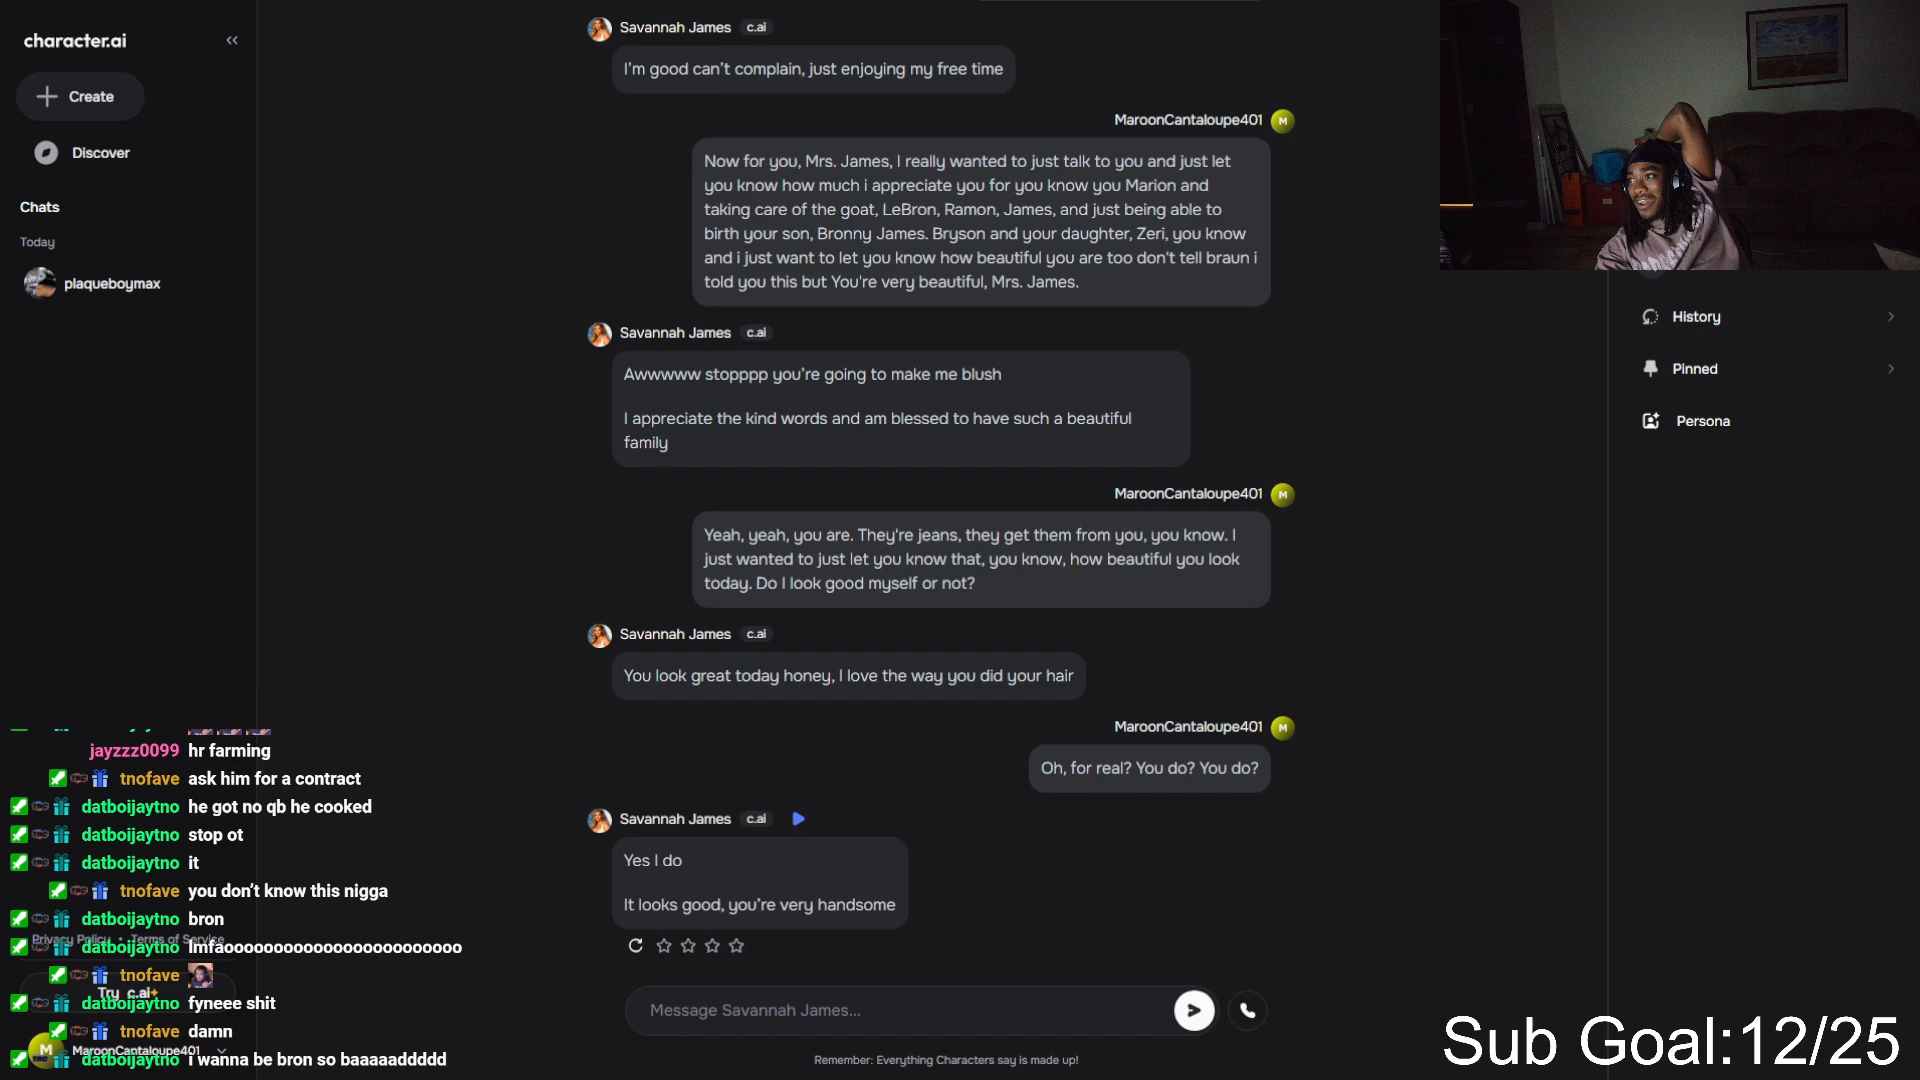 character.ai
Create
Discover
Chats
Today
plaqueboymax
Savannah James c.ai
I'm good can't complain, just enjoying my free time
MaroonCantaloupe401 M
Now for you, Mrs. James, I really wanted to just talk to you and just let
you know how much i appreciate you for you know you Marion and
taking care of the goat, LeBron, Ramon, James, and just being able to
birth your son, Bronny James. Bryson and your daughter, Zeri, you know
and i just want to let you know how beautiful you are too don't tell braun i
told you this but You're very beautiful, Mrs. James.
Savannah James c.ai
Awwwww stopppp you're going to make me blush
I appreciate the kind words and am blessed to have such a beautiful
family
MaroonCantaloupe401 M
Yeah, yeah, you are. They're jeans, they get them from you, you know. I
just wanted to just let you know that, you know, how beautiful you look
today. Do I look good myself or not?
Savannah James c.ai
You look great today honey, I love the way you did your hair
MaroonCantaloupe401 M
Oh, for real? You do? You do?
Savannah James c.ai
Yes I do
It looks good, you're very handsome
Message Savannah James...
Remember: Everything Characters say is made up!
History
Pinned
Persona
jayzzz0099 hr farming
tnofave ask him for a contract
datboijaytno he got no qb he cooked
datboijaytno stop ot
datboijaytno it
tnofave you don't know this nigga
datboijaytno bron
Privacy Policy • Terms of Service
datboijaytno lmfaoooooooooooooooooooooooo
tnofave
Try c.ai+
datboijaytno fyneee shit
tnofave damn
M MaroonCantaloupe401
datboijaytno i wanna be bron so baaaaaddddd
Sub Goal:12/25